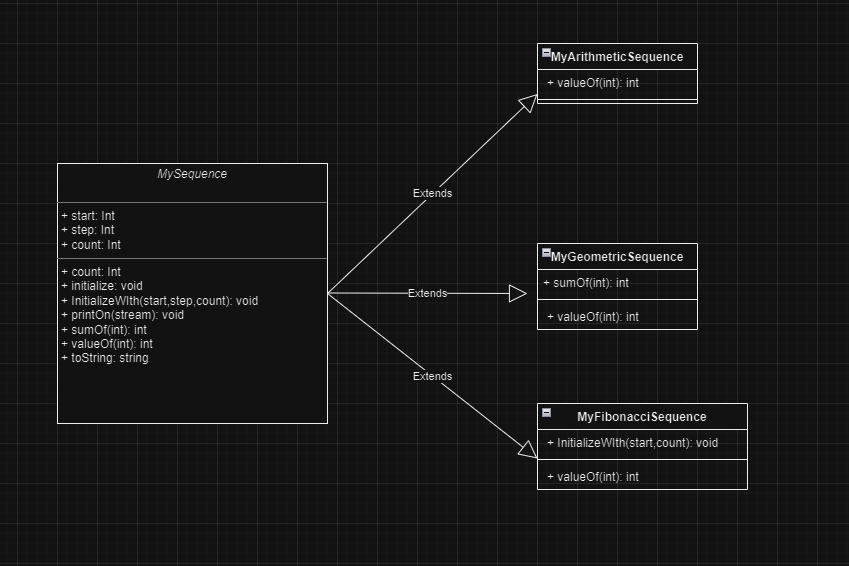 MySequence
+ start: Int
+ step: Int
+ count: Int
+ count: Int
+ initialize: void
+ InitializeWIth(start,step,count): void
+ printOn(stream): void
+ sumOf(int): int
+ valueOf(int): int
+ toString: string
Extends
Extends
Extends
MyArithmeticSequence
+ valueOf(int): int
MyGeometricSequence
+ sumOf(int): int
+ valueOf(int): int
MyFibonacciSequence
+ InitializeWIth(start,count): void
+ valueOf(int): int